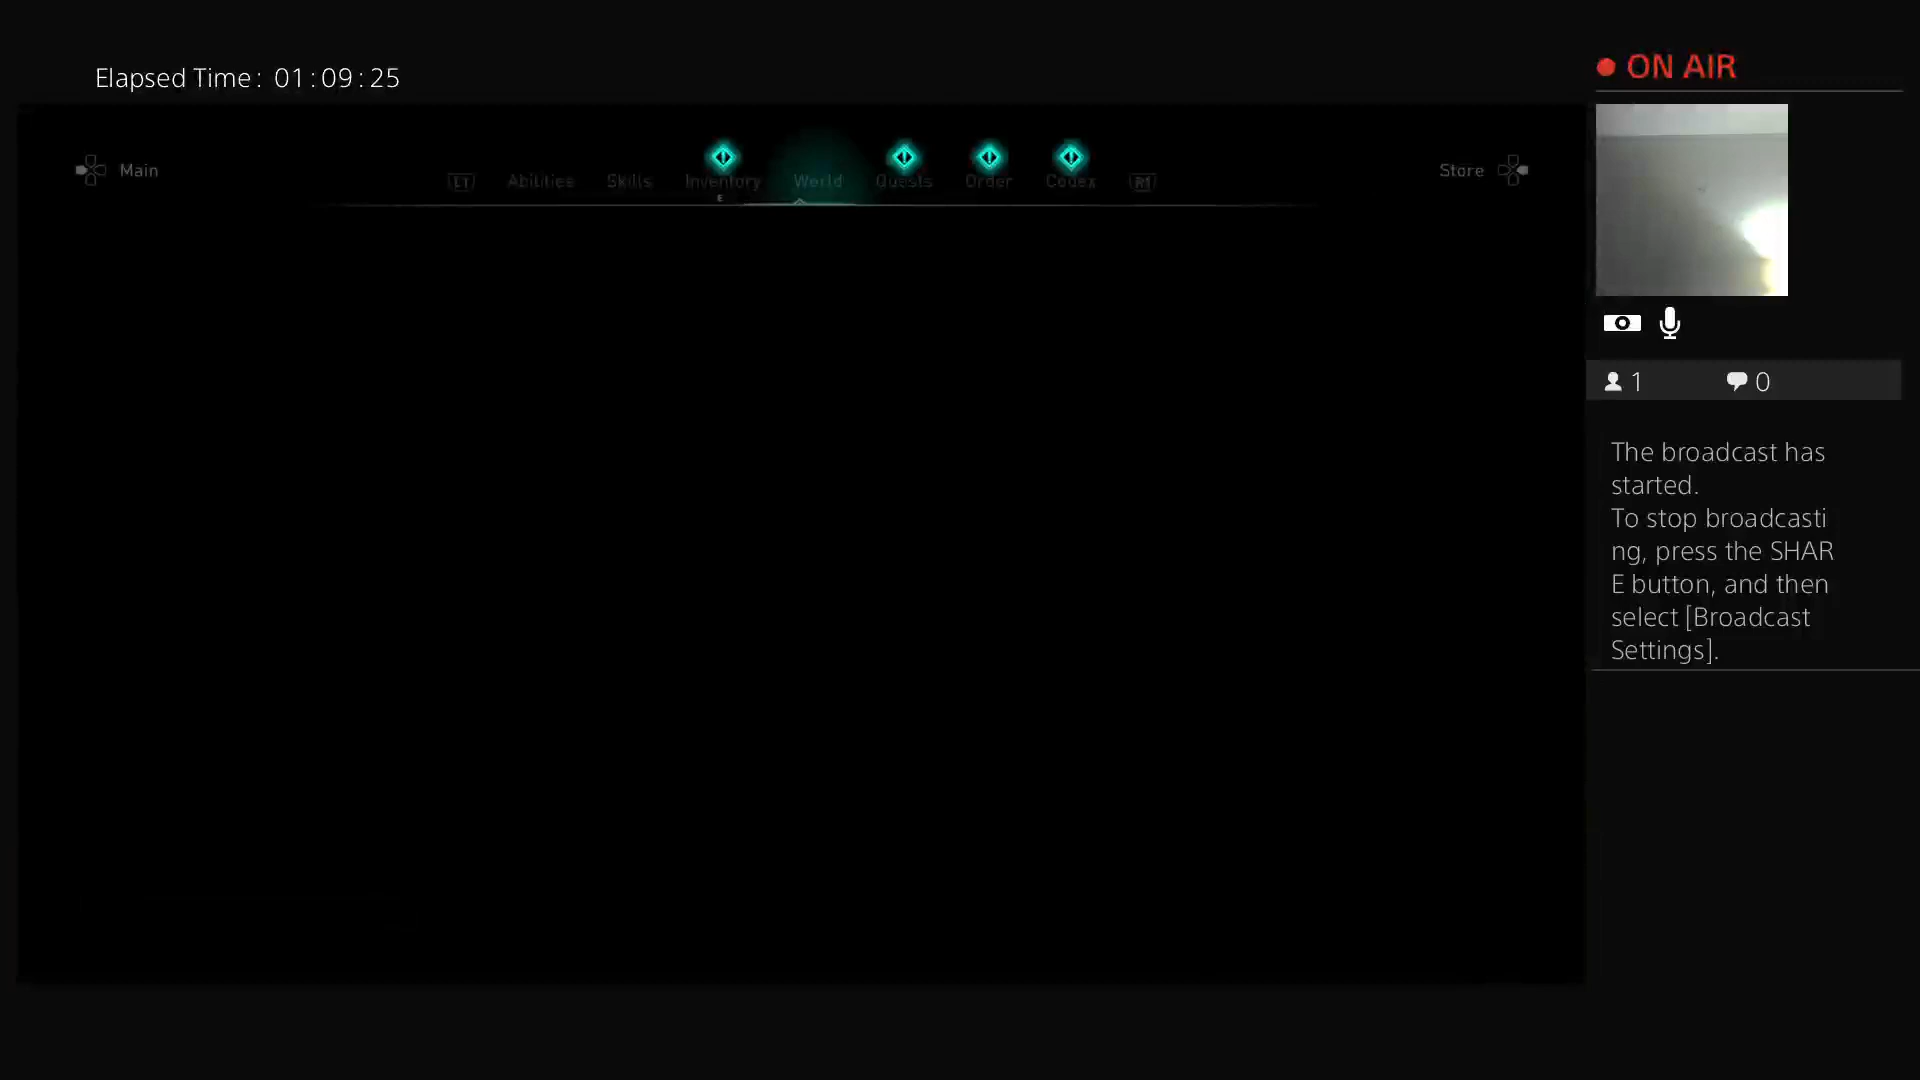 Elapsed Time: 01:09:25
ON AIR
Main
L1 Abilities Skills Inventory World Quests Order Codex R1
E
Store
1 0
The broadcast has
started.
To stop broadcasti
ng, press the SHAR
E button, and then
select [Broadcast
Settings].